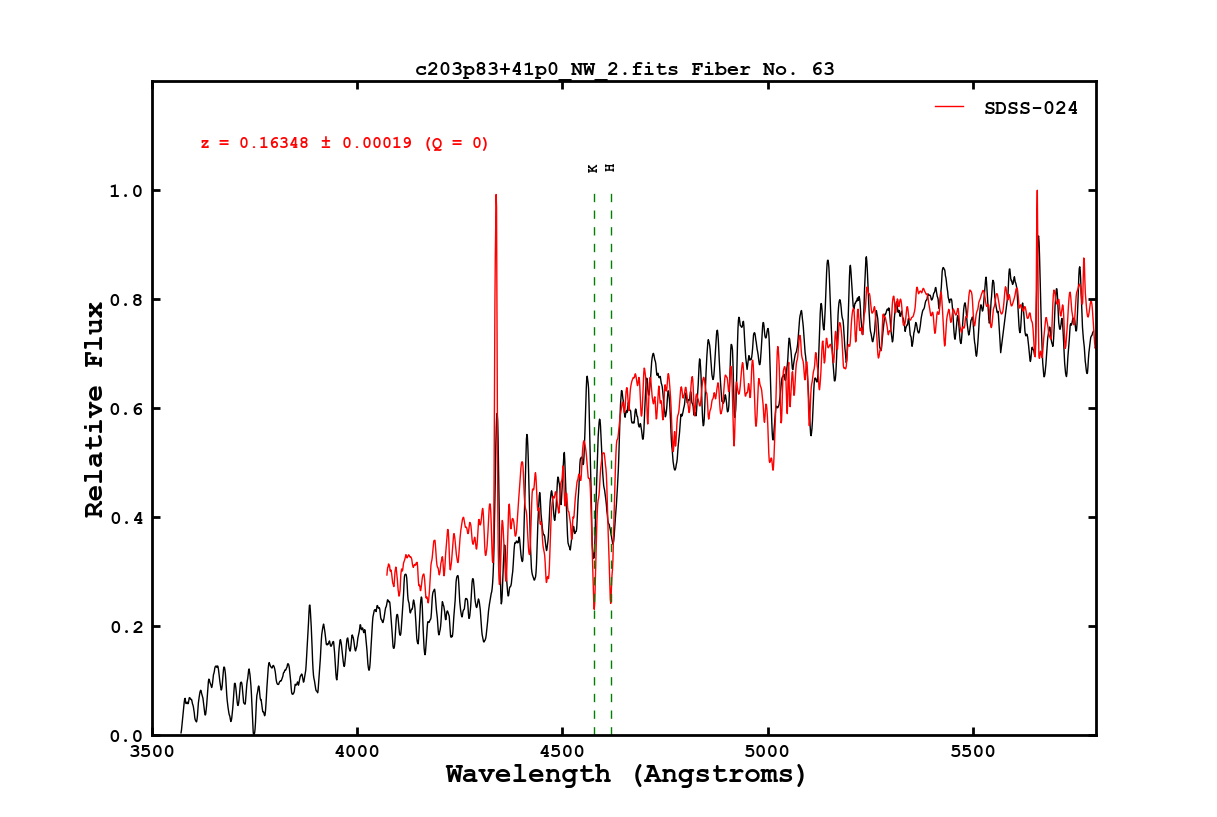 c203p83+41p0_NW_2.fits Fiber No. 63
SDSS-024
z = 0.16348 ± 0.00019 (Q = 0)
K H
1.0
0.8
0.6
0.4
0.2
0.0
Relative Flux
3500 4000 4500 5000 5500
Wavelength (Angstroms)